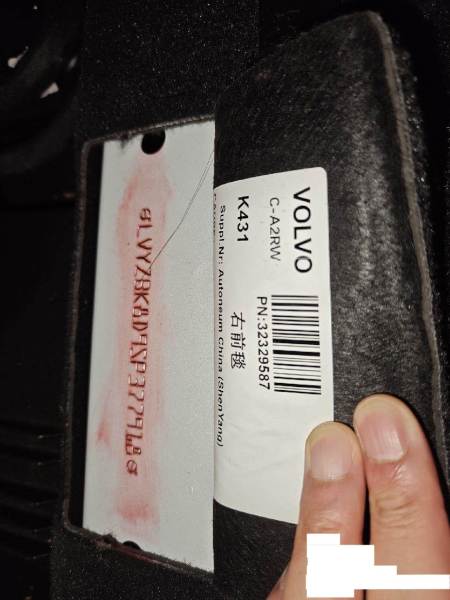 VOLVO
C-A2RW
PN:32329587
K431
右前毯
Suppl.Nr: Autoneum China (ShenYang)